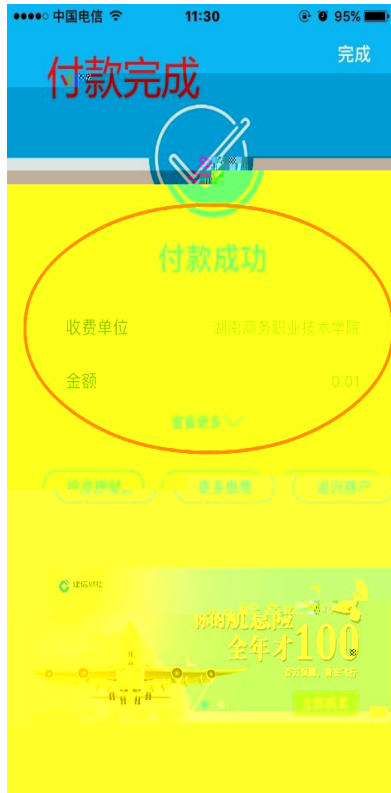 中国电信 11:30 95%
完成
付款完成
付款成功
收费单位 湖南商务职业技术学院
金额 0.01
查看更多
更多缴费 返回商户
建信财险
你的航意险
全年才100